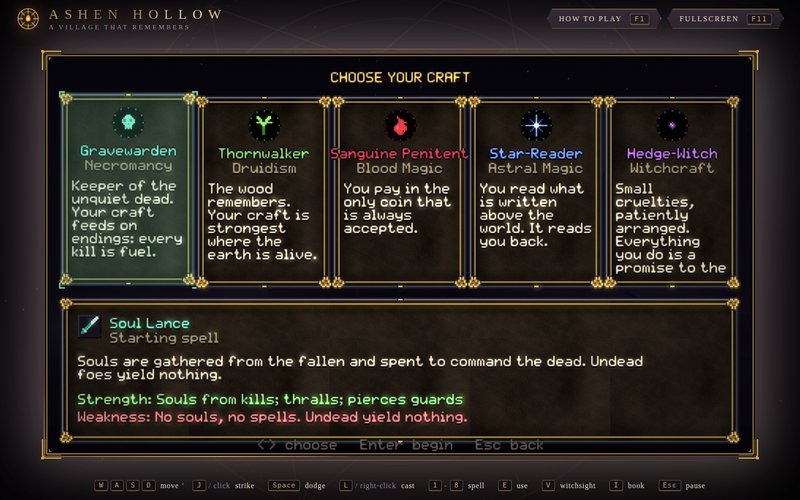 ASHEN HOLLOW
A VILLAGE THAT REMEMBERS
HOW TO PLAY F1
FULLSCREEN F11
CHOOSE YOUR CRAFT
Gravewarden
Necromancy
Keeper of the
unquiet dead.
Your craft
feeds on
endings: every
kill is fuel.
Thornwalker
Druidism
The wood
remembers.
Your craft is
strongest
where the
earth is alive.
Sanguine Penitent
Blood Magic
You pay in the
only coin that
is always
accepted.
Star-Reader
Astral Magic
You read what
is written
above the
world. It reads
you back.
Hedge-Witch
Witchcraft
Small
cruelties,
patiently
arranged.
Everything
you do is a
promise to the
Soul Lance
Starting spell
Souls are gathered from the fallen and spent to command the dead. Undead
foes yield nothing.
Strength: Souls from kills; thralls; pierces guards
Weakness: No souls, no spells. Undead yield nothing.
<> choose Enter begin Esc back
W A S D move · J / click strike Space dodge L / right-click cast 1 - 8 spell E use V witchsight I book Esc pause